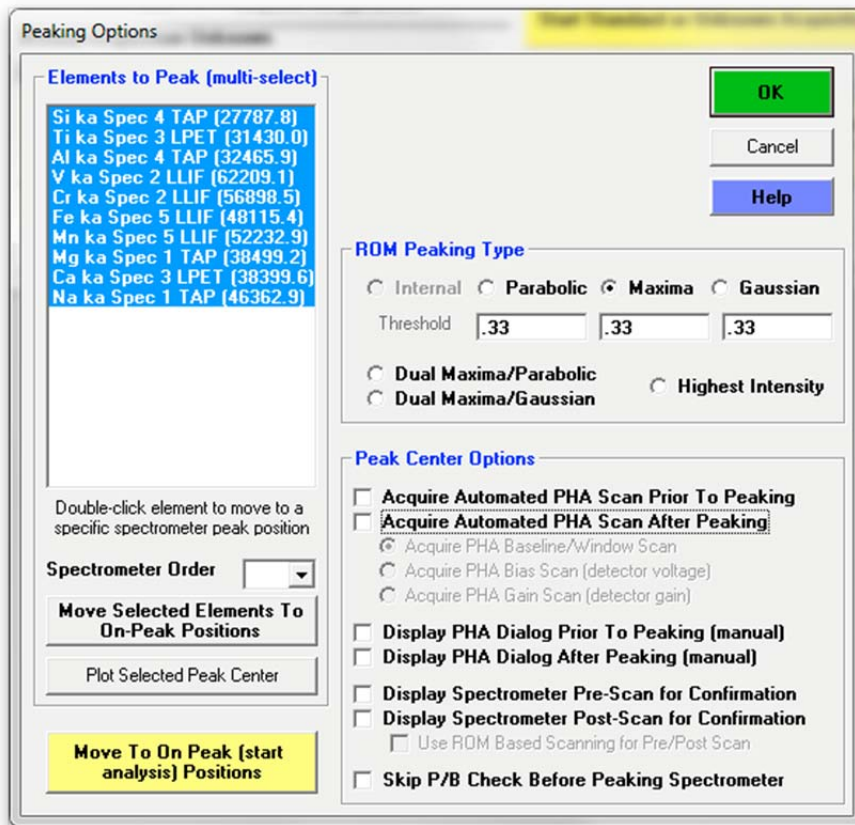 Peaking Options
Elements to Peak (multi-select)
Si ka Spec 4 TAP (27787.8)
Ti ka Spec 3 LPET (31430.0)
Al ka Spec 4 TAP (32465.9)
V ka Spec 2 LLIF (62209.1)
Cr ka Spec 2 LLIF (56898.5)
Fe ka Spec 5 LLIF (48115.4)
Mn ka Spec 5 LLIF (52232.9)
Mg ka Spec 1 TAP (38499.2)
Ca ka Spec 3 LPET (38399.6)
Na ka Spec 1 TAP (46362.9)
Double-click element to move to a
specific spectrometer peak position
Spectrometer Order
Move Selected Elements To
On-Peak Positions
Plot Selected Peak Center
Move To On Peak (start
analysis) Positions
OK
Cancel
Help
ROM Peaking Type
Internal Parabolic Maxima Gaussian
Threshold .33 .33 .33
Dual Maxima/Parabolic
Dual Maxima/Gaussian
Highest Intensity
Peak Center Options
Acquire Automated PHA Scan Prior To Peaking
Acquire Automated PHA Scan After Peaking
Acquire PHA Baseline/Window Scan
Acquire PHA Bias Scan (detector voltage)
Acquire PHA Gain Scan (detector gain)
Display PHA Dialog Prior To Peaking (manual)
Display PHA Dialog After Peaking (manual)
Display Spectrometer Pre-Scan for Confirmation
Display Spectrometer Post-Scan for Confirmation
Use ROM Based Scanning for Pre/Post Scan
Skip P/B Check Before Peaking Spectrometer